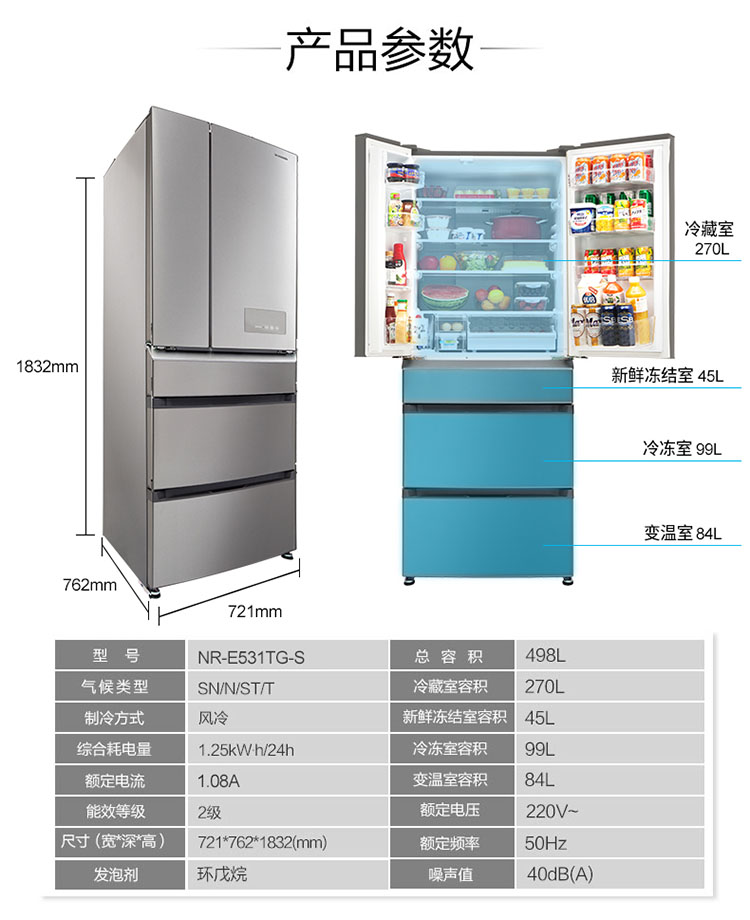 产品参数
冷藏室
270L
1832mm
新鲜冻结室 45L
冷冻室 99L
变温室 84L
762mm
721mm
型 号 NR-E531TG-S 总 容 积 498L
气候类型 SN/N/ST/T 冷藏室容积 270L
制冷方式 风冷 新鲜冻结室容积 45L
综合耗电量 1.25kW·h/24h 冷冻室容积 99L
额定电流 1.08A 变温室容积 84L
能效等级 2级 额定电压 220V~
尺寸（宽*深*高） 721*762*1832(mm) 额定频率 50Hz
发泡剂 环戊烷 噪声值 40dB(A)